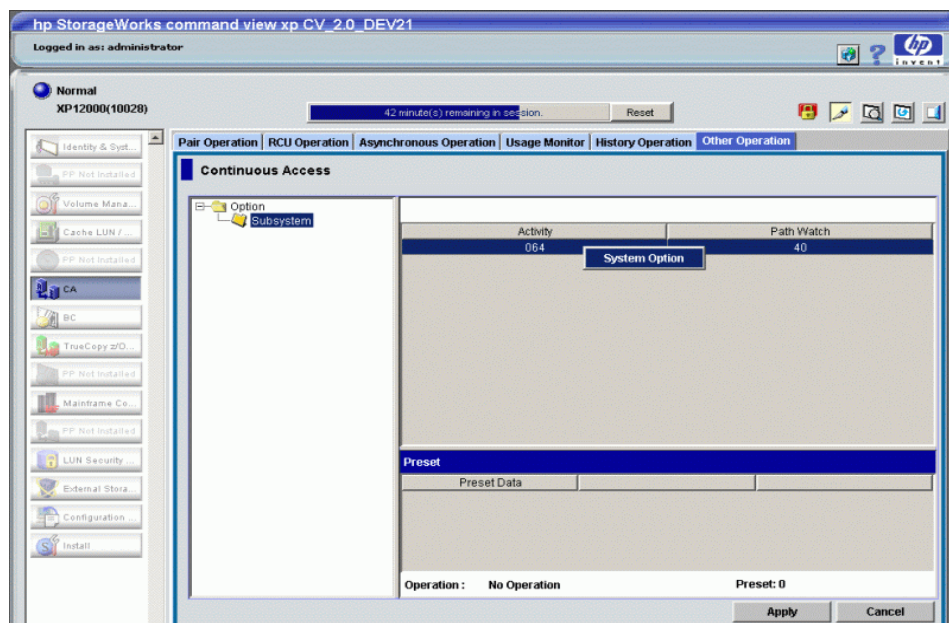 hp StorageWorks command view xp CV_2.0_DEV21
Logged in as: administrator
?
hp
invent
Normal
XP12000(10028)
42 minute(s) remaining in session.
Reset
Identity & Syst...
PP Not Installed
Volume Mana...
Cache LUN / ...
PP Not Installed
CA
BC
TrueCopy z/O...
PP Not Installed
Mainframe Co...
PP Not Installed
LUN Security ...
External Stora...
Configuration ...
Install
Pair Operation RCU Operation Asynchronous Operation Usage Monitor History Operation Other Operation
Continuous Access
Option
Subsystem
Activity Path Watch
064 40
System Option
Preset
Preset Data
Operation : No Operation Preset: 0
Apply Cancel